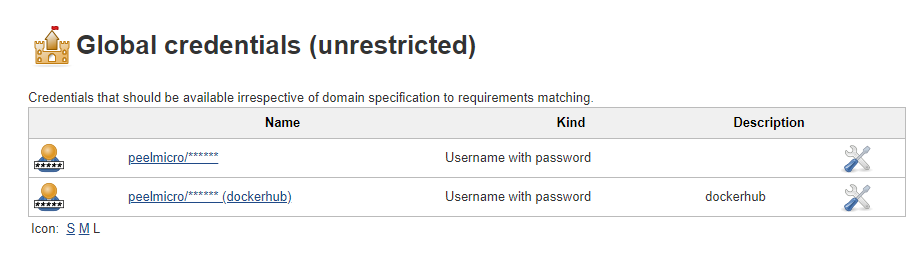 Global credentials (unrestricted)
Credentials that should be available irrespective of domain specification to requirements matching.
Name Kind Description
***** peelmicro/****** Username with password
***** peelmicro/****** (dockerhub) Username with password dockerhub
Icon: S M L